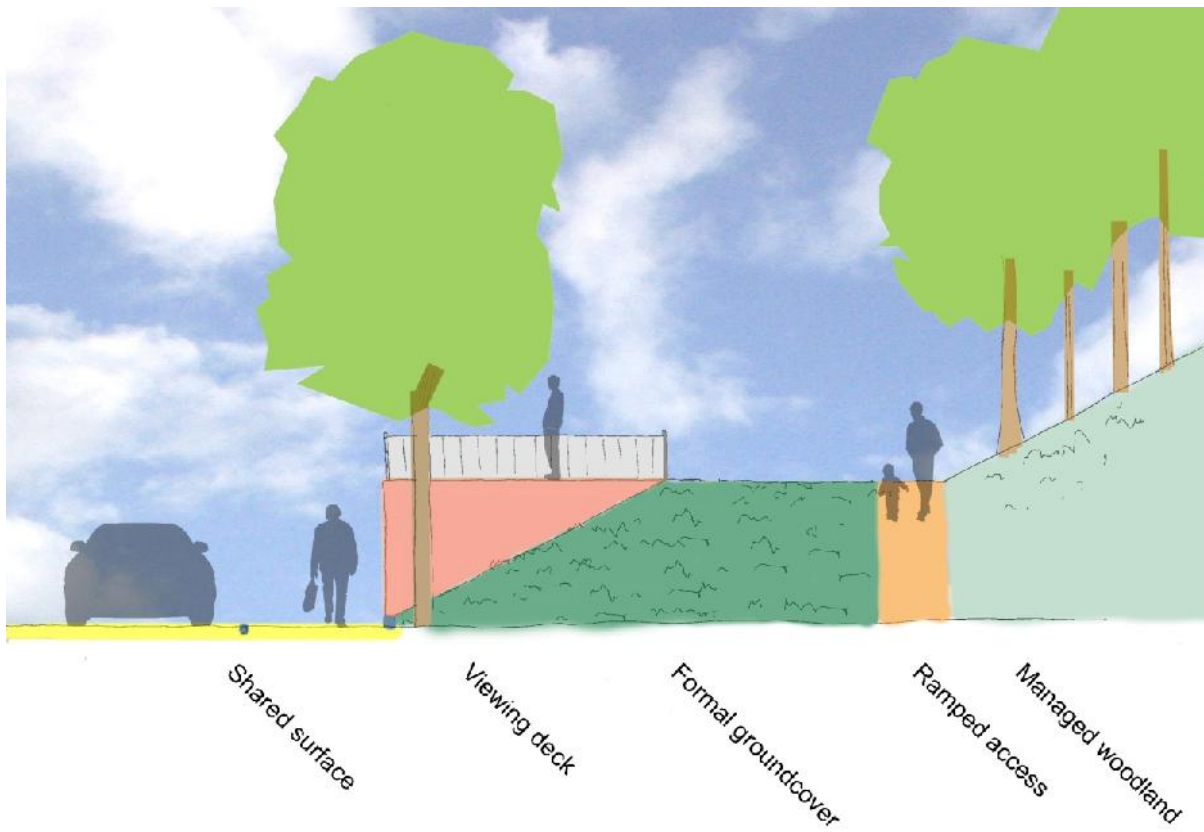 Shared surface
Viewing deck
Formal groundcover
Ramped access
Managed woodland